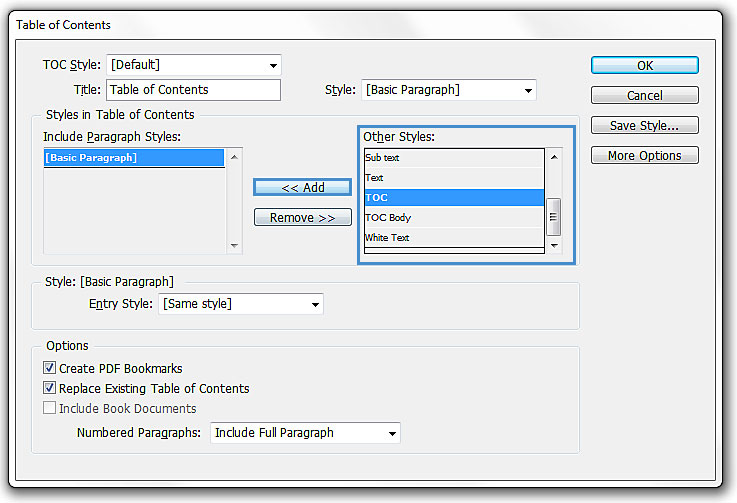 Table of Contents
TOC Style: [Default]
OK
Title: Table of Contents
Style: [Basic Paragraph]
Cancel
Styles in Table of Contents
Save Style...
Include Paragraph Styles:
Other Styles:
More Options
[Basic Paragraph]
<< Add
Remove >>
Sub text
Text
TOC
TOC Body
White Text
Style: [Basic Paragraph]
Entry Style: [Same style]
Options
Create PDF Bookmarks
Replace Existing Table of Contents
Include Book Documents
Numbered Paragraphs: Include Full Paragraph